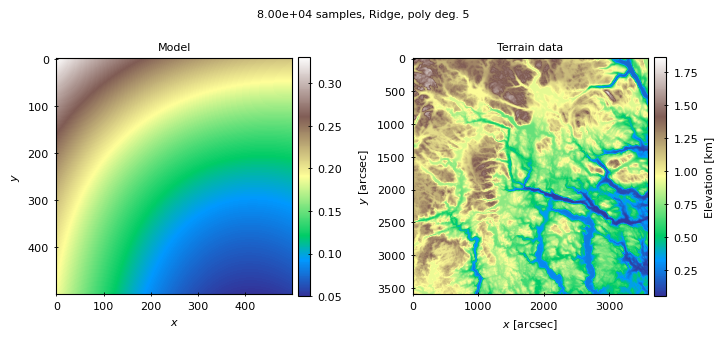 8.00e+04 samples, Ridge, poly deg. 5
Model
Terrain data
0
100
200
300
400
y
0 100 200 300 400
x
0.30
0.25
0.20
0.15
0.10
0.05
0
500
1000
1500
2000
2500
3000
3500
y [arcsec]
0 1000 2000 3000
x [arcsec]
1.75
1.50
1.25
1.00
0.75
0.50
0.25
Elevation [km]